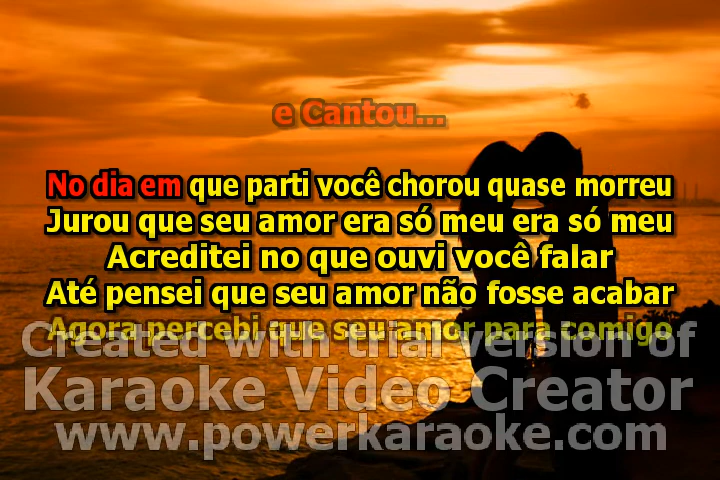 e Cantou...
No dia em que parti você chorou quase morreu
Jurou que seu amor era só meu era só meu
Acreditei no que ouvi você falar
Até pensei que seu amor não fosse acabar
Agora percebi que seu amor para comigo
Created with trial version of
Karaoke Video Creator
www.powerkaraoke.com